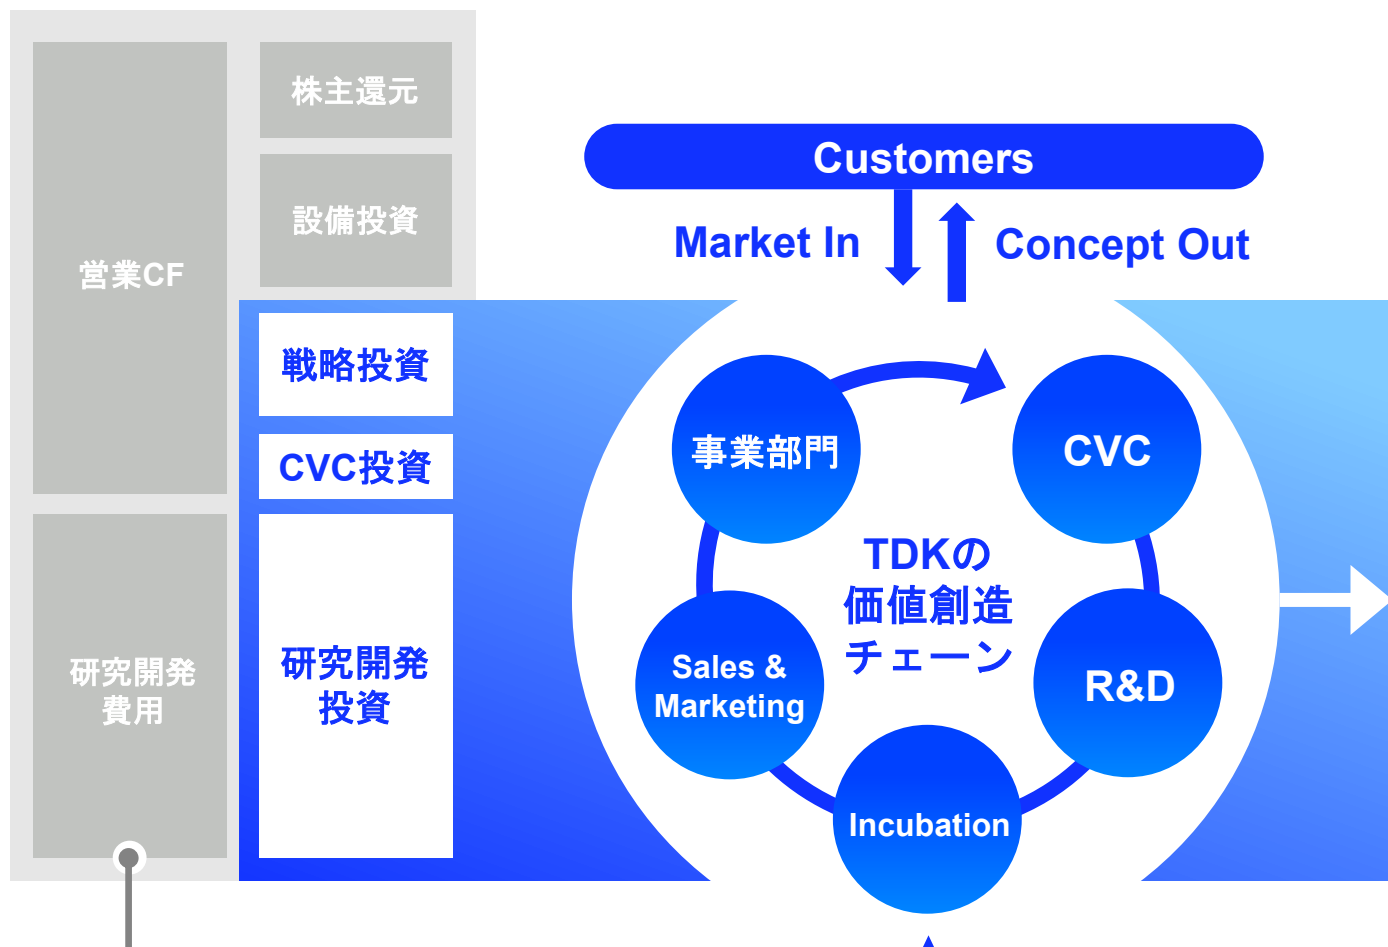 営業CF
研究開発
費用
株主還元
設備投資
戦略投資
CVC投資
研究開発
投資
Customers
Market In
Concept Out
事業部門
CVC
TDKの
価値創造
チェーン
Sales &
Marketing
R&D
Incubation